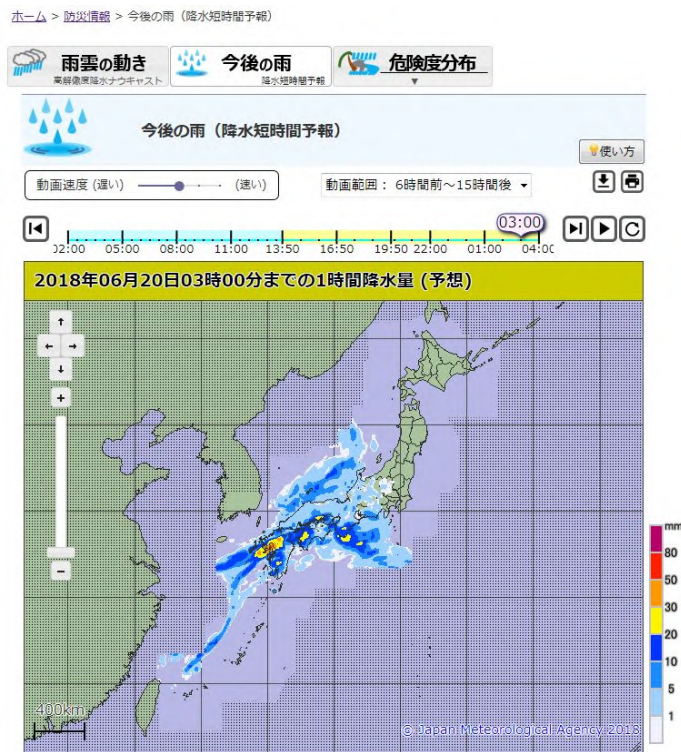 ホーム > 防災情報 > 今後の雨（降水短時間予報）
雨雲の動き
高解像度降水ナウキャスト
今後の雨
降水短時間予報
危険度分布
▼
今後の雨（降水短時間予報）
使い方
動画速度 (遅い) (速い)
動画範囲： 6時間前～15時間後
03:00
02:00 05:00 08:00 11:00 13:50 16:50 19:50 22:00 01:00 04:00
2018年06月20日03時00分までの1時間降水量 (予想)
mm
80
50
30
20
10
5
1
400km
© Japan Meteorological Agency 2018